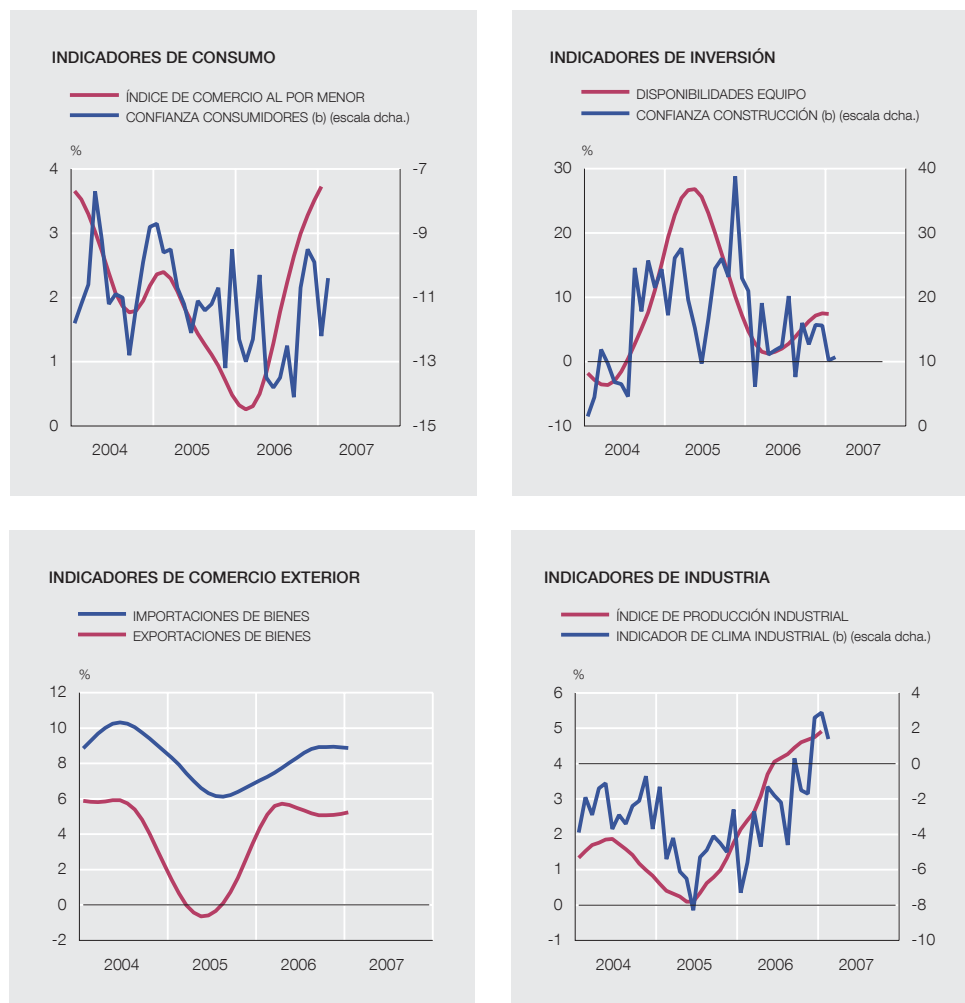 INDICADORES DE CONSUMO
ÍNDICE DE COMERCIO AL POR MENOR
CONFIANZA CONSUMIDORES (b) (escala dcha.)
%
4 -7
3 -9
2 -11
1 -13
0 -15
2004 2005 2006 2007
INDICADORES DE INVERSIÓN
DISPONIBILIDADES EQUIPO
CONFIANZA CONSTRUCCIÓN (b) (escala dcha.)
%
30 40
20 30
10 20
0 10
-10 0
2004 2005 2006 2007
INDICADORES DE COMERCIO EXTERIOR
IMPORTACIONES DE BIENES
EXPORTACIONES DE BIENES
%
12
10
8
6
4
2
0
-2
2004 2005 2006 2007
INDICADORES DE INDUSTRIA
ÍNDICE DE PRODUCCIÓN INDUSTRIAL
INDICADOR DE CLIMA INDUSTRIAL (b) (escala dcha.)
%
6 4
5 2
4 0
3 -2
2 -4
1 -6
0 -8
-1 -10
2004 2005 2006 2007